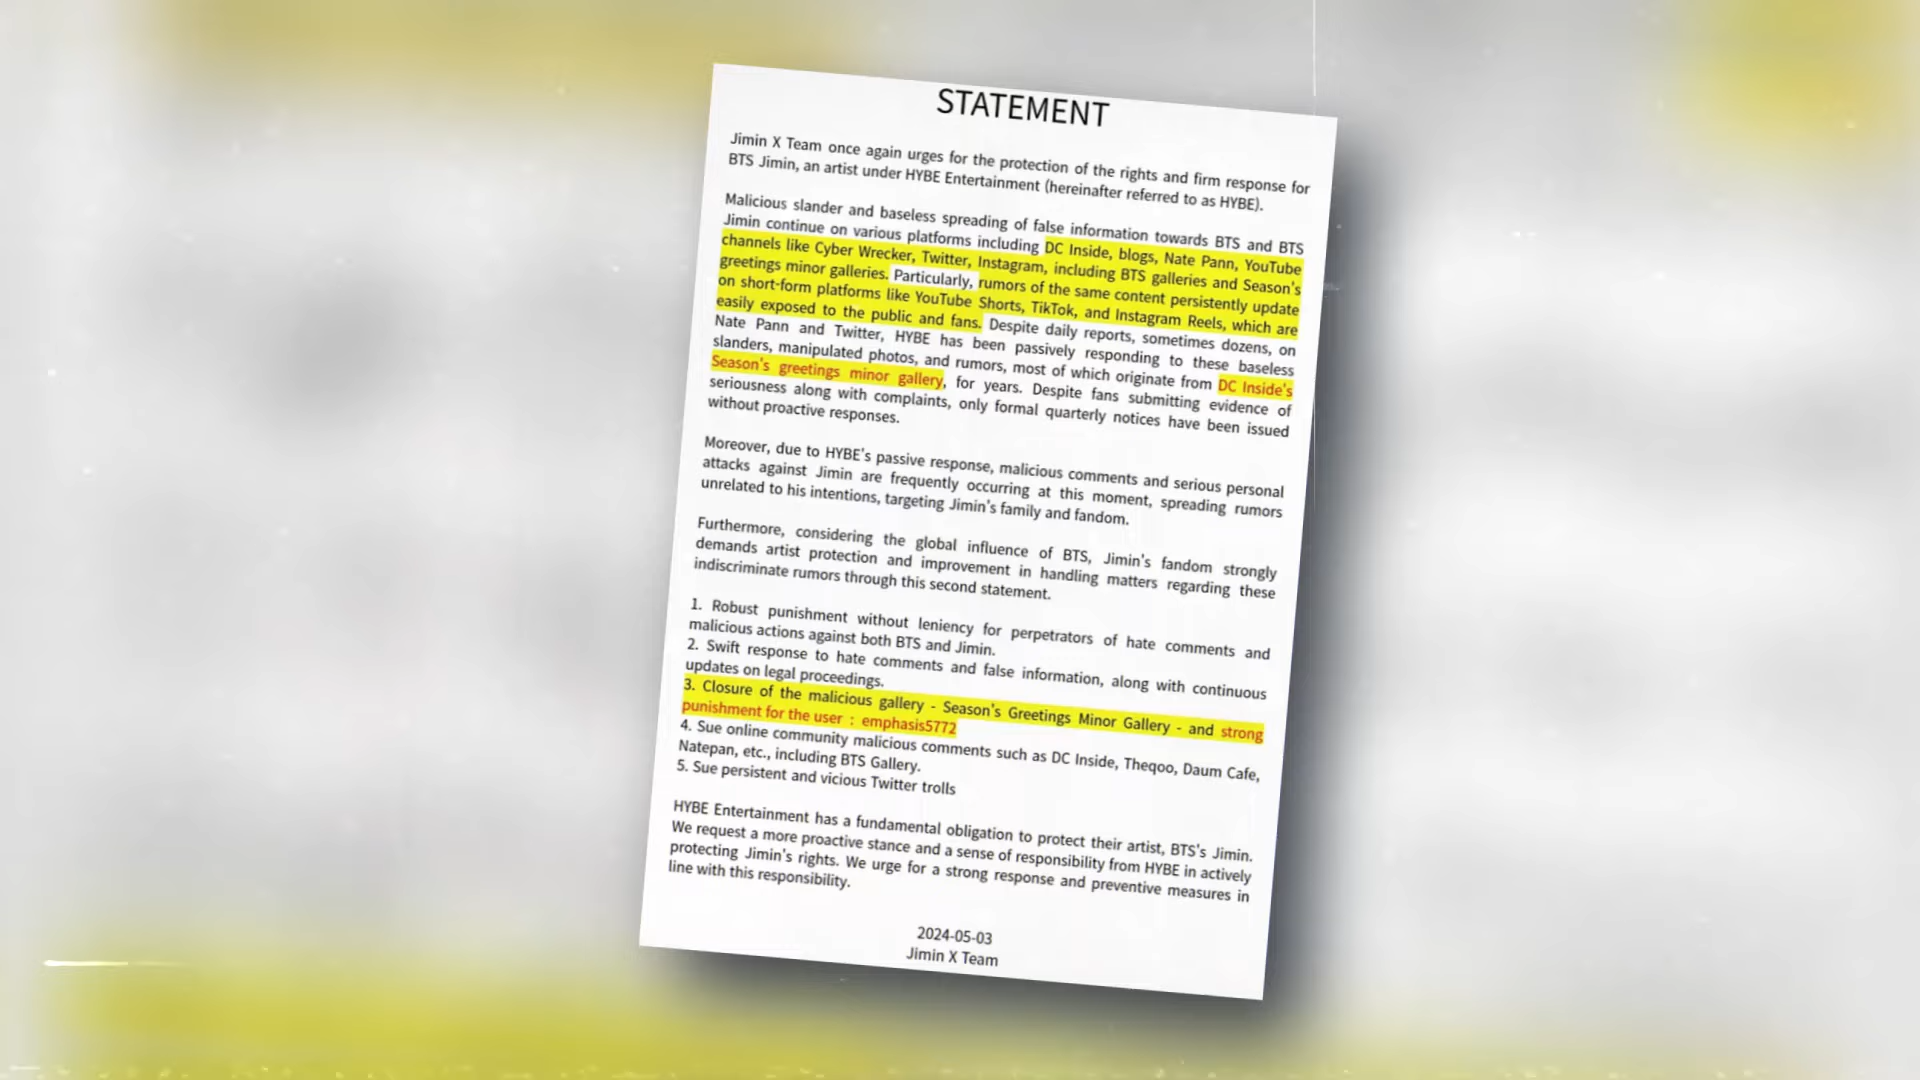 STATEMENT
Jimin X Team once again urges for the protection of the rights and firm response for
BTS Jimin, an artist under HYBE Entertainment (hereinafter referred to as HYBE).
Malicious slander and baseless spreading of false information towards BTS and BTS
Jimin continue on various platforms including DC Inside, blogs, Nate Pann, YouTube
channels like Cyber Wrecker, Twitter, Instagram, including BTS galleries and Season's
greetings minor galleries. Particularly, rumors of the same content persistently update
on short-form platforms like YouTube Shorts, TikTok, and Instagram Reels, which are
easily exposed to the public and fans. Despite daily reports, sometimes dozens, on
Nate Pann and Twitter, HYBE has been passively responding to these baseless
slanders, manipulated photos, and rumors, most of which originate from DC Inside's
Season's greetings minor gallery, for years. Despite fans submitting evidence of
seriousness along with complaints, only formal quarterly notices have been issued
without proactive responses.
Moreover, due to HYBE's passive response, malicious comments and serious personal
attacks against Jimin are frequently occurring at this moment, spreading rumors
unrelated to his intentions, targeting Jimin's family and fandom.
Furthermore, considering the global influence of BTS, Jimin's fandom strongly
demands artist protection and improvement in handling matters regarding these
indiscriminate rumors through this second statement.
1. Robust punishment without leniency for perpetrators of hate comments and
malicious actions against both BTS and Jimin.
2. Swift response to hate comments and false information, along with continuous
updates on legal proceedings.
3. Closure of the malicious gallery - Season's Greetings Minor Gallery - and strong
punishment for the user : emphasis5772
4. Sue online community malicious comments such as DC Inside, Theqoo, Daum Cafe,
Natepan, etc., including BTS Gallery.
5. Sue persistent and vicious Twitter trolls
HYBE Entertainment has a fundamental obligation to protect their artist, BTS's Jimin.
We request a more proactive stance and a sense of responsibility from HYBE in actively
protecting Jimin's rights. We urge for a strong response and preventive measures in
line with this responsibility.
2024-05-03
Jimin X Team